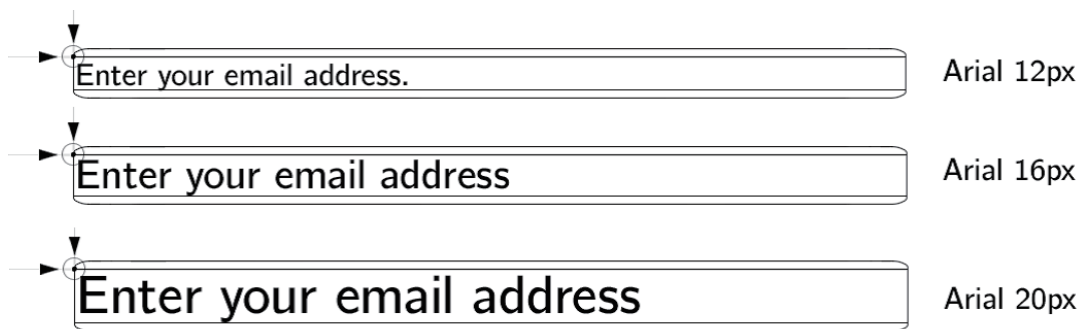 Enter your email address. Arial 12px
Enter your email address Arial 16px
Enter your email address Arial 20px